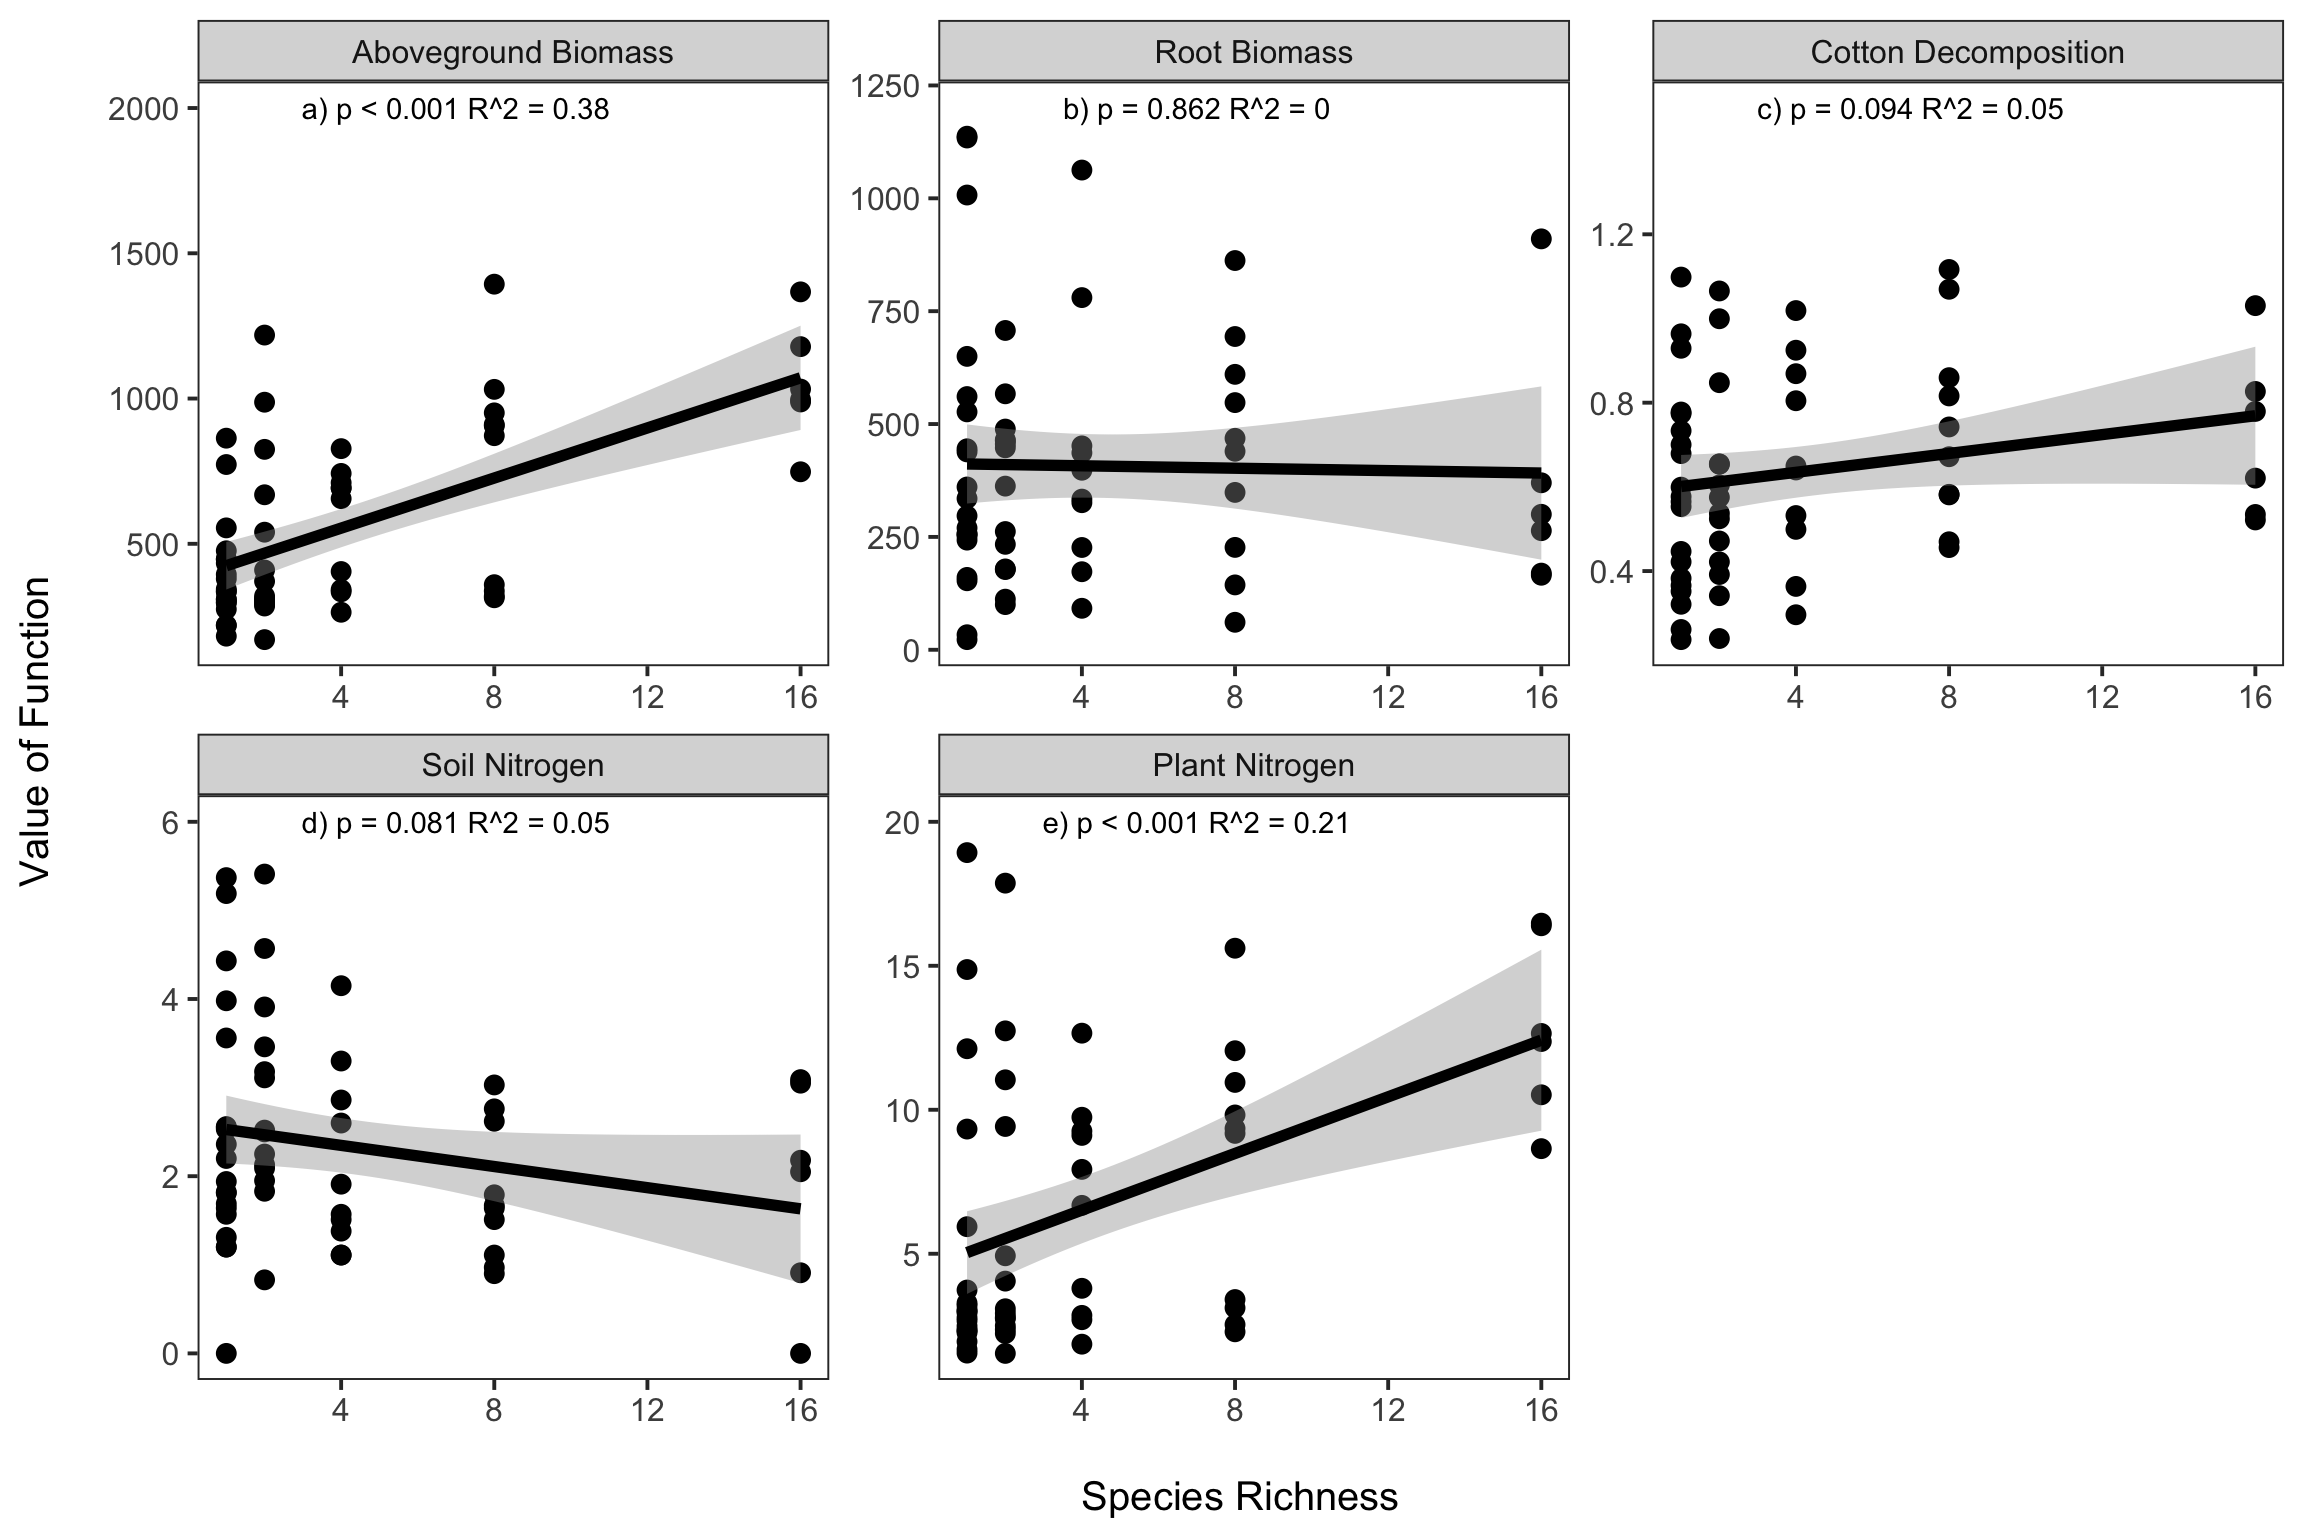 Aboveground Biomass
Root Biomass
Cotton Decomposition
a) p < 0.001 R^2 = 0.38
b) p = 0.862 R^2 = 0
c) p = 0.094 R^2 = 0.05
2000
1500
1000
500
1250
1000
750
500
250
0
1.2
0.8
0.4
4 8 12 16
4 8 12 16
4 8 12 16
Value of Function
Soil Nitrogen
Plant Nitrogen
d) p = 0.081 R^2 = 0.05
e) p < 0.001 R^2 = 0.21
6
4
2
0
20
15
10
5
4 8 12 16
4 8 12 16
Species Richness